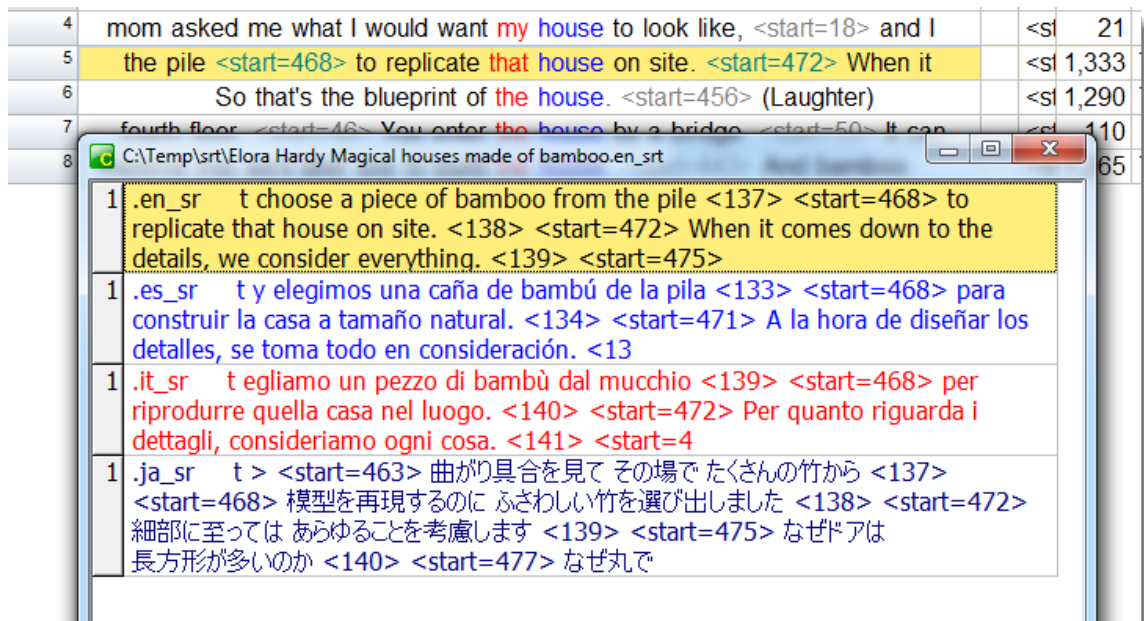 4 mom asked me what I would want my house to look like, <start=18> and I <st 21
5 the pile <start=468> to replicate that house on site. <start=472> When it <st 1,333
6 So that's the blueprint of the house. <start=456> (Laughter) <st 1,290
7 fourth floor. <start=46> You enter the house by a bridge. <start=50> It can <st 110
8 65
C:\Temp\srt\Elora Hardy Magical houses made of bamboo.en_srt
1 .en_sr t choose a piece of bamboo from the pile <137> <start=468> to
replicate that house on site. <138> <start=472> When it comes down to the
details, we consider everything. <139> <start=475>
1 .es_sr t y elegimos una caña de bambú de la pila <133> <start=468> para
construir la casa a tamaño natural. <134> <start=471> A la hora de diseñar los
detalles, se toma todo en consideración. <13
1 .it_sr t egliamo un pezzo di bambù dal mucchio <139> <start=468> per
riprodurre quella casa nel luogo. <140> <start=472> Per quanto riguarda i
dettagli, consideriamo ogni cosa. <141> <start=4
1 .ja_sr t > <start=463> 曲がり具合を見て その場で たくさんの竹から <137>
<start=468> 模型を再現するのに ふさわしい竹を選び出しました <138> <start=472>
細部に至っては あらゆることを考慮します <139> <start=475> なぜドアは
長方形が多いのか <140> <start=477> なぜ丸で